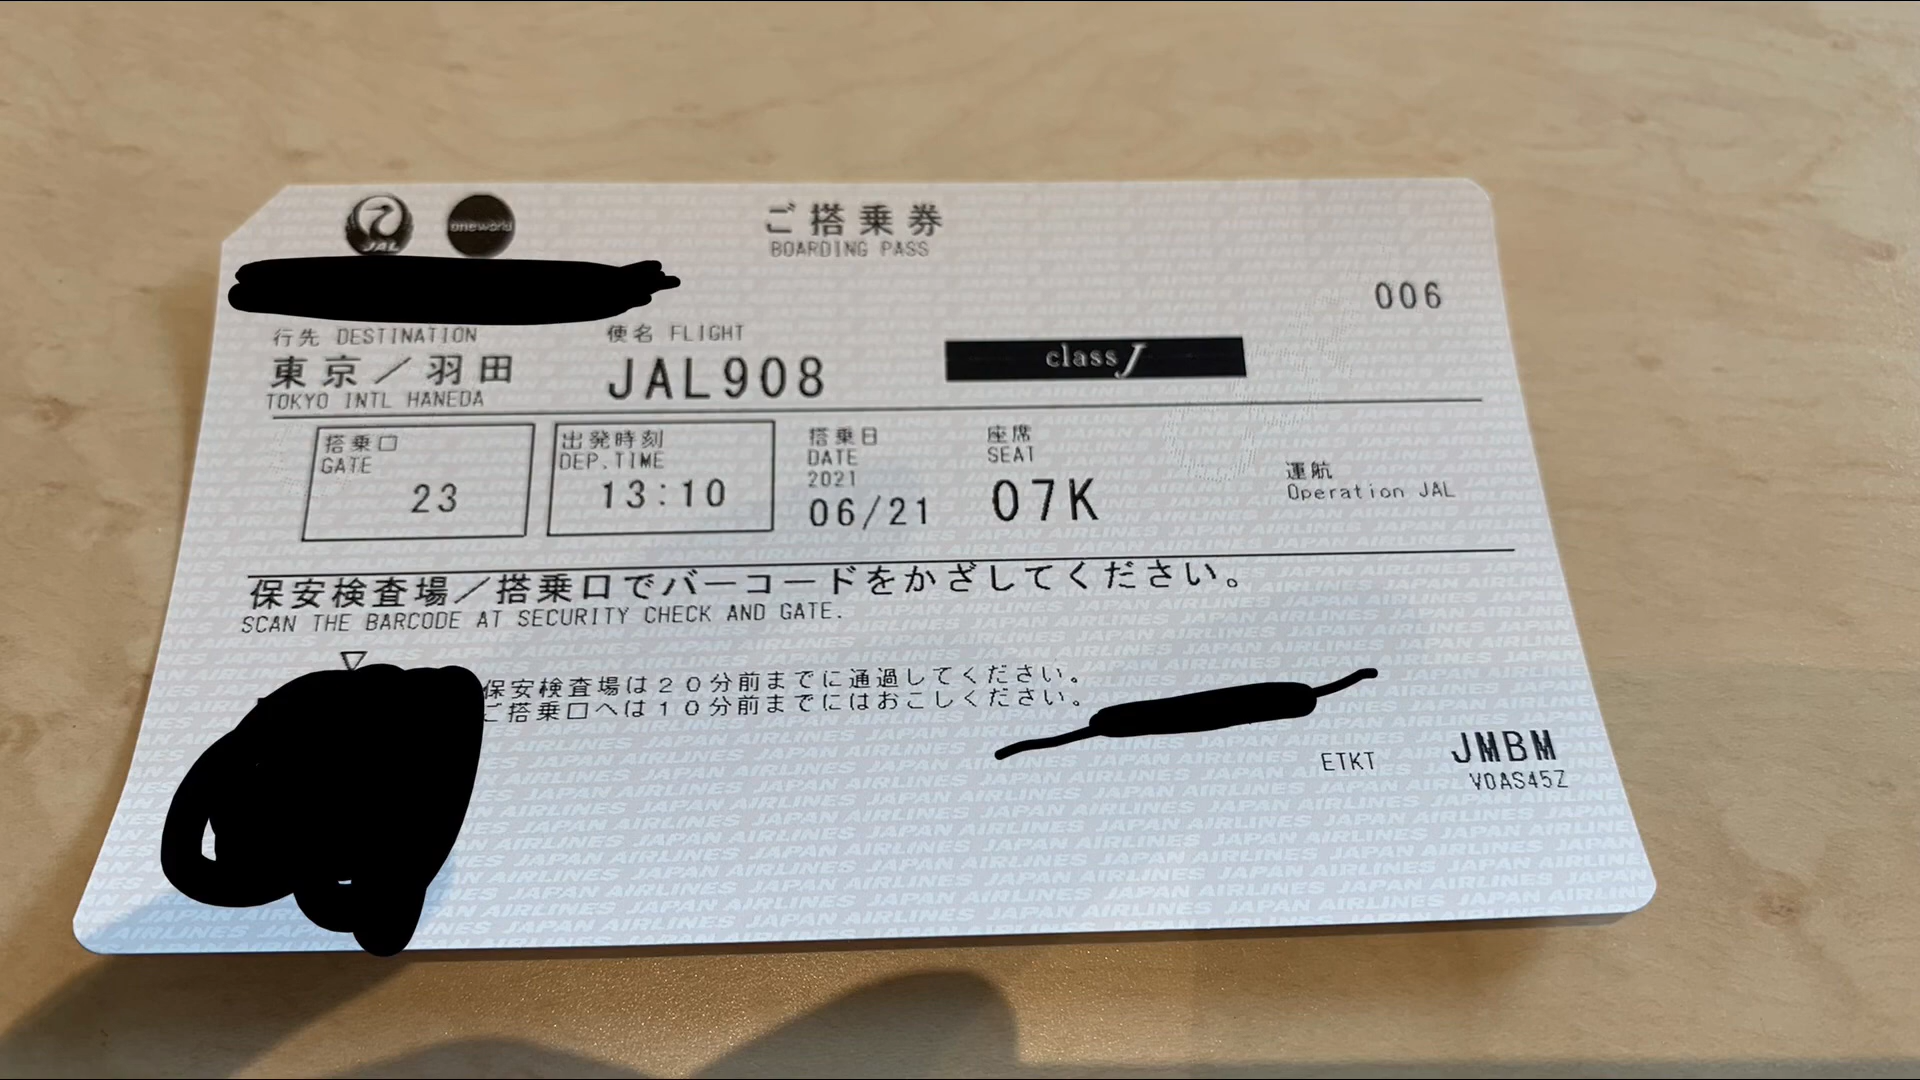 JAL
oneworld
ご搭乗券
BOARDING PASS
006
行先 DESTINATION
便名 FLIGHT
東京／羽田
JAL908
class J
TOKYO INTL HANEDA
搭乗口
GATE
23
出発時刻
DEP.TIME
13:10
搭乗日
DATE
2021
06/21
座席
SEAT
07K
運航
Operation JAL
保安検査場／搭乗口でバーコードをかざしてください。
SCAN THE BARCODE AT SECURITY CHECK AND GATE.
保安検査場は２０分前までに通過してください。
ご搭乗口へは１０分前までにはおこしください。
ETKT
JMBM
VOAS45Z
JAPAN AIRLINES